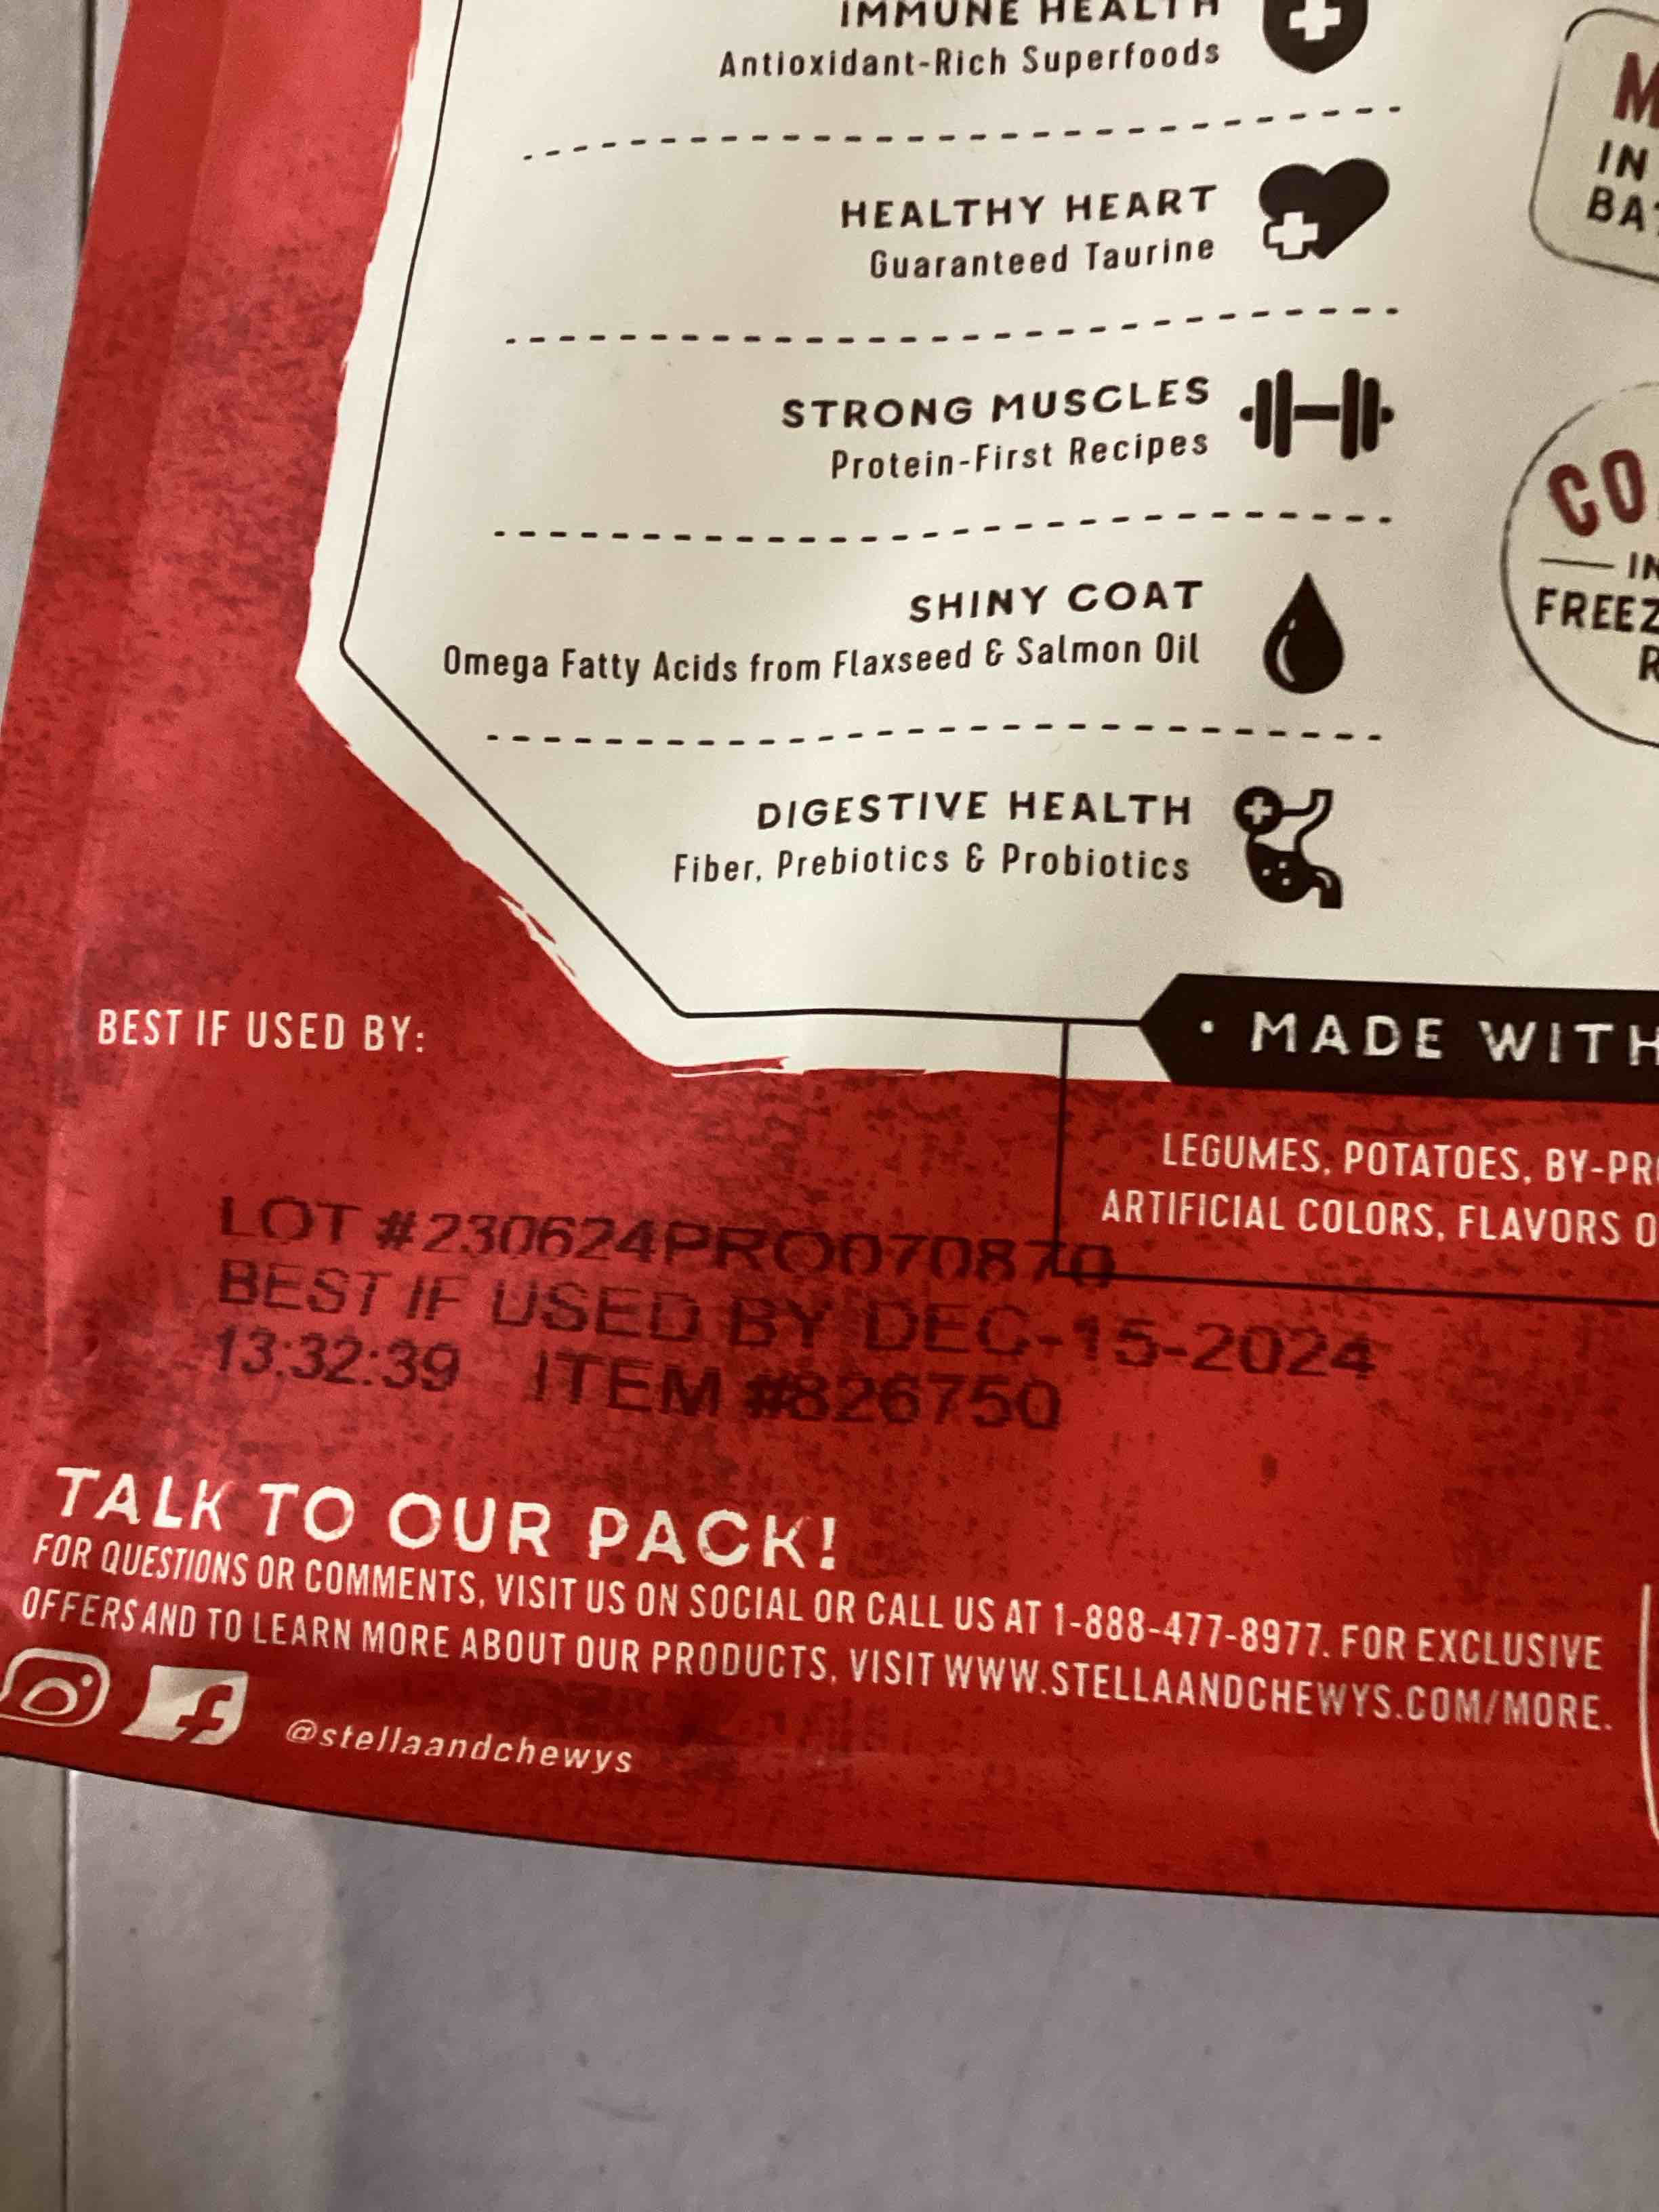 IMMUNE HEALTH
Antioxidant-Rich Superfoods
HEALTHY HEART
Guaranteed Taurine
STRONG MUSCLES
Protein-First Recipes
SHINY COAT
Omega Fatty Acids from Flaxseed & Salmon Oil
DIGESTIVE HEALTH
Fiber, Prebiotics & Probiotics
IN
FREEZ
BEST IF USED BY:
• MADE WITH
LEGUMES, POTATOES, BY-PR
ARTIFICIAL COLORS, FLAVORS O
LOT #230624PRO070870
BEST IF USED BY DEC-15-2024
13:32:39 ITEM #826750
TALK TO OUR PACK!
FOR QUESTIONS OR COMMENTS, VISIT US ON SOCIAL OR CALL US AT 1-888-477-8977. FOR EXCLUSIVE
OFFERS AND TO LEARN MORE ABOUT OUR PRODUCTS, VISIT WWW.STELLAANDCHEWYS.COM/MORE.
@stellaandchewys